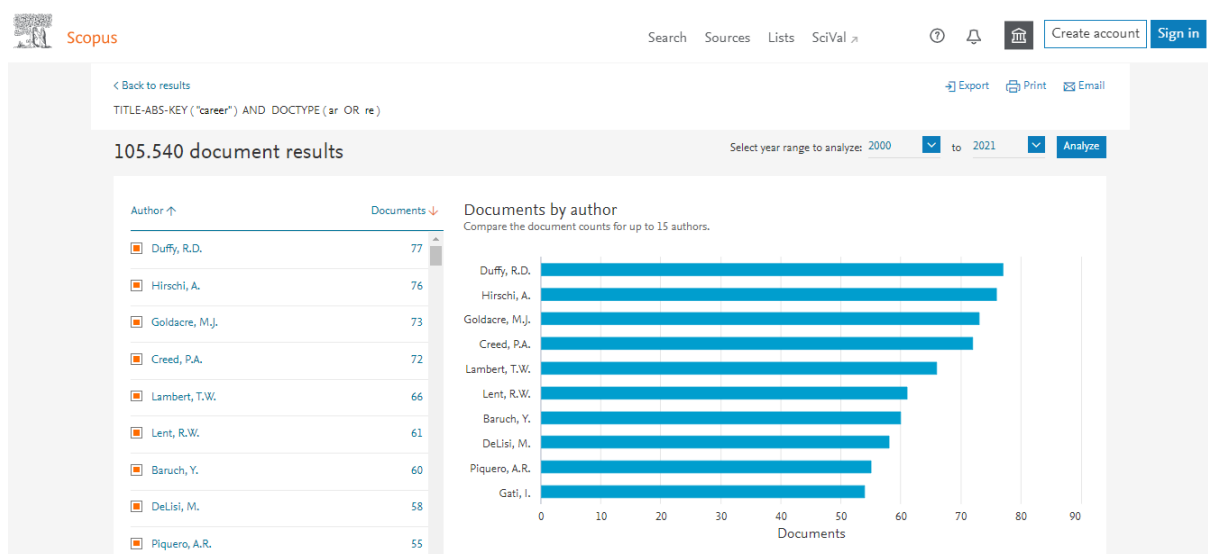 Scopus
Search Sources Lists SciVal
Create account
Sign in
Back to results
Export Print Email
TITLE-ABS-KEY ( "career" ) AND DOCTYPE ( ar OR re )
105.540 document results
Select year range to analyze: 2000 to 2021 Analyze
Author Documents
Duffy, R.D. 77
Hirschi, A. 76
Goldacre, M.J. 73
Creed, P.A. 72
Lambert, T.W. 66
Lent, R.W. 61
Baruch, Y. 60
DeLisi, M. 58
Piquero, A.R. 55
Documents by author
Compare the document counts for up to 15 authors.
Duffy, R.D.
Hirschi, A.
Goldacre, M.J.
Creed, P.A.
Lambert, T.W.
Lent, R.W.
Baruch, Y.
DeLisi, M.
Piquero, A.R.
Gati, I.
0 10 20 30 40 50 60 70 80 90
Documents